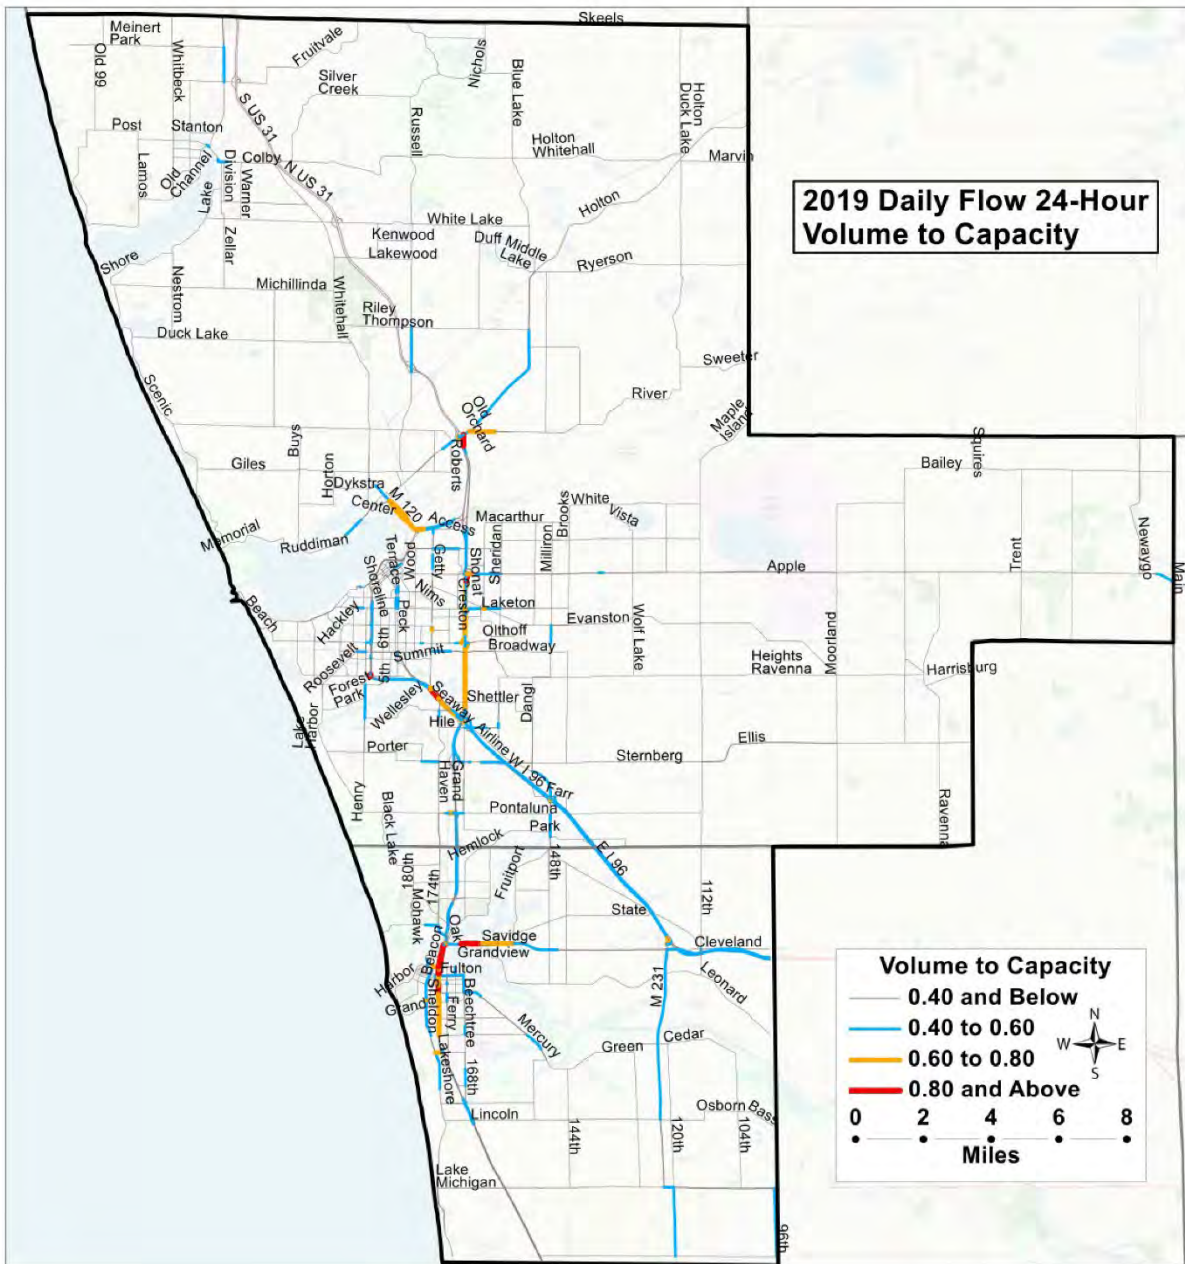 Skeels
Meinert
Park
Old 99
Whitbeck
Fruitvale
Silver
Creek
Nichols
Blue Lake
Holton
Duck Lake
S US 31
Russell
Post
Stanton
Holton
Whitehall
Marvin
Lamos
Old
Channel
Lake
Division
Colby
Warner
N US 31
2019 Daily Flow 24-Hour
Volume to Capacity
White Lake
Holton
Kenwood
Lakewood
Duff
Middle
Lake
Ryerson
Zellar
Shore
Nestrom
Michillinda
Whitehall
Riley
Thompson
Duck Lake
Sweeter
Scenic
River
Old
Orchard
Maple
Island
Buys
Roberts
Squires
Giles
Horton
Bailey
Dykstra
M 120
Center
Access
Macarthur
Brooks
White
Vista
Newaygo
Memorial
Ruddiman
Terrace
Wood
Getty
Shonat
Sheridan
Milliron
Trent
Apple
Main
Shoreline
Nims
Creston
Beach
Hackley
Peck
Laketon
Evanston
Wolf Lake
Moorland
Olthoff
Broadway
Roosevelt
6th
Summit
Heights
Ravenna
Harrisburg
5th
Forest
Park
Wellesley
Seaway
Shettler
Dangl
Lake
Harbor
Hile
Airline
W I 96
Farr
Porter
Sternberg
Ellis
Grand
Haven
Henry
Black Lake
Pontaluna
Park
Ravenna
Hemlock
E I 96
180th
174th
Fruitport
148th
112th
Mohawk
State
Oak
Savidge
Grandview
Cleveland
Beacon
Harbor
Fulton
Leonard
M 231
Grand
Sheldon
Ferry
Beechtree
Mercury
Green
Cedar
Lakeshore
168th
Lincoln
Osborn
Bass
144th
120th
104th
Lake
Michigan
96th
Volume to Capacity
0.40 and Below
0.40 to 0.60
0.60 to 0.80
0.80 and Above
N
W
E
S
0 2 4 6 8
Miles